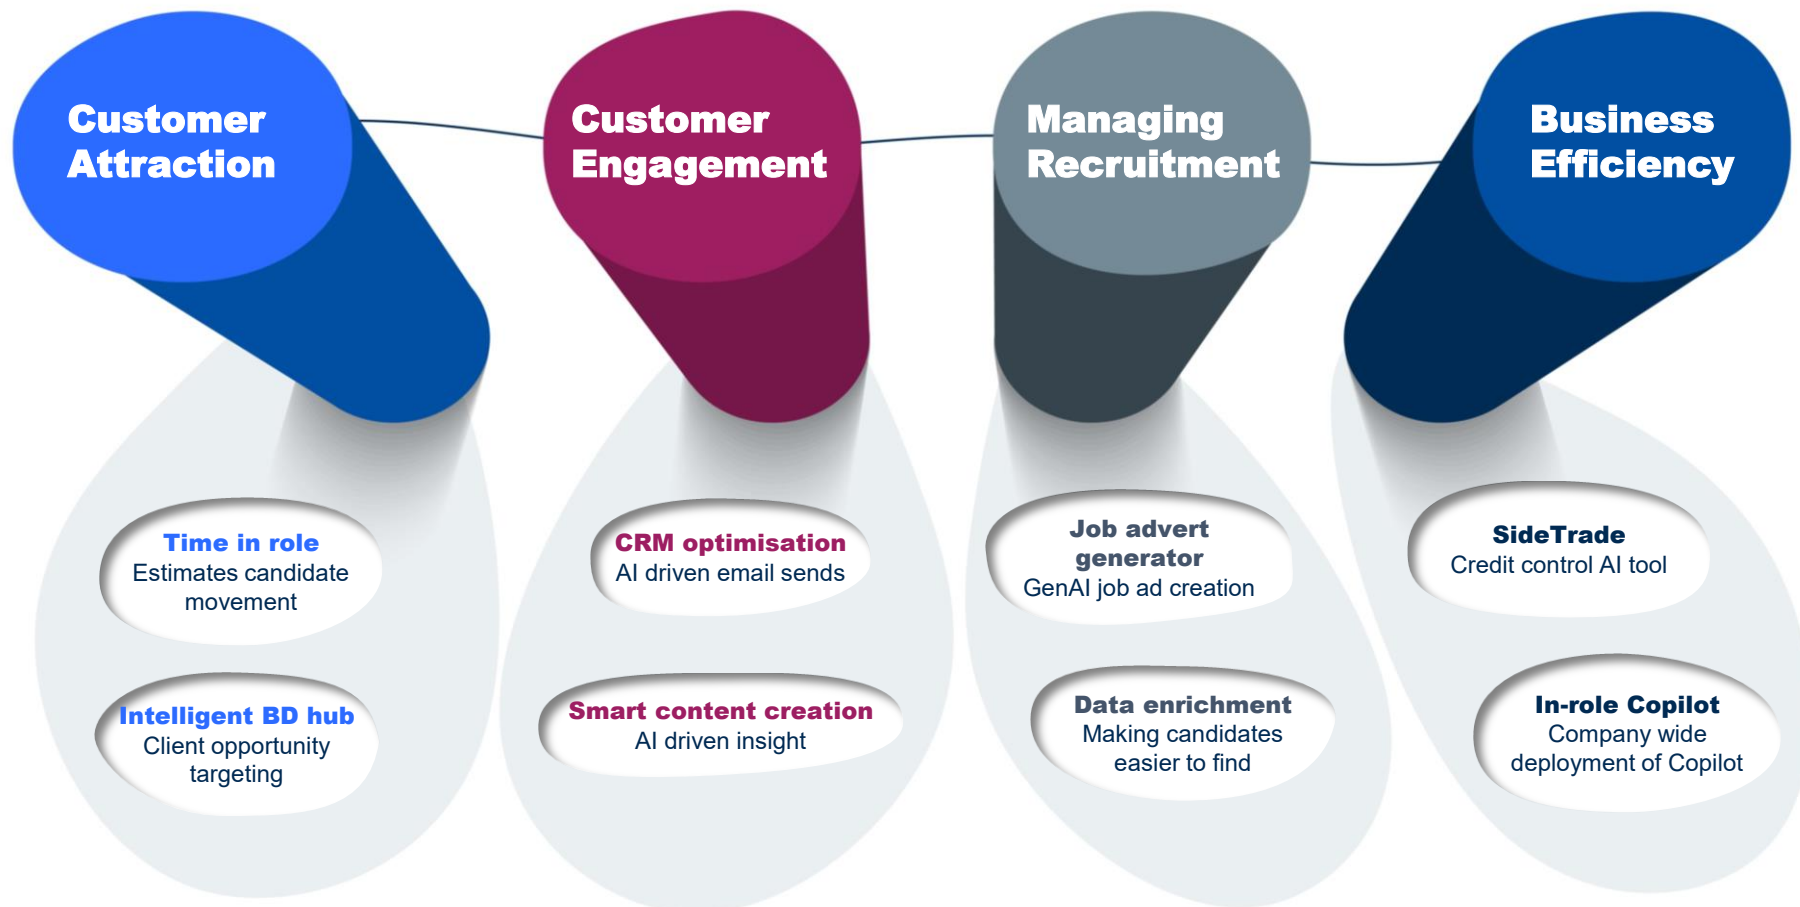 Customer
Attraction
Customer
Engagement
Managing
Recruitment
Business
Efficiency
Time in role
Estimates candidate
movement
Intelligent BD hub
Client opportunity
targeting
CRM optimisation
AI driven email sends
Smart content creation
AI driven insight
Job advert
generator
GenAI job ad creation
Data enrichment
Making candidates
easier to find
SideTrade
Credit control AI tool
In-role Copilot
Company wide
deployment of Copilot